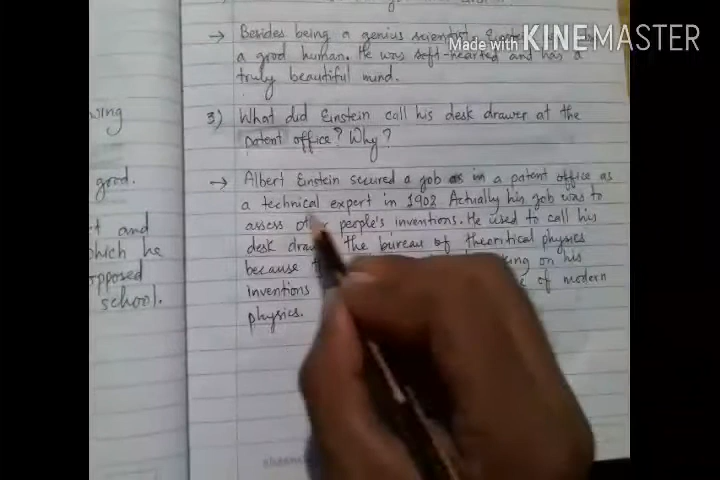 → Besides being a genius scientist,
a good human. He was soft-hearted and has a
truly beautiful mind.
Made with KINEMASTER
3) What did Einstein call his desk drawer at the
patent office? Why?
→ Albert Einstein secured a job as in a patent office as
a technical expert in 1902 Actually his job was to
assess other people's inventions. He used to call his
desk the bureau of theoritical physics
because on his
inventions of modern
physics.
good.
and
which he
opposed
school.